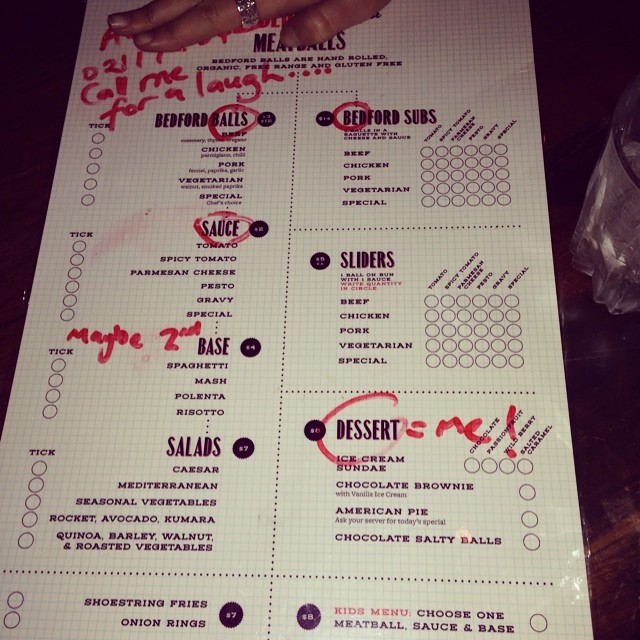 MEATBALLS
BEDFORD BALLS ARE HAND ROLLED,
ORGANIC, FREE RANGE AND GLUTEN FREE
Call me
for a laugh....
TICK
BEDFORD BALLS
BEEF
CHICKEN
parmigiano, chilli
PORK
fennel, paprika, garlic
VEGETARIAN
walnut, smoked paprika
SPECIAL
Chef's choice
TICK
SAUCE
$2
TOMATO
SPICY TOMATO
PARMESAN CHEESE
PESTO
GRAVY
SPECIAL
Maybe 2nd
TICK
BASE
$4
SPAGHETTI
MASH
POLENTA
RISOTTO
TICK
SALADS
$7
CAESAR
MEDITERRANEAN
SEASONAL VEGETABLES
ROCKET, AVOCADO, KUMARA
QUINOA, BARLEY, WALNUT,
& ROASTED VEGETABLES
SHOESTRING FRIES
ONION RINGS
$7
BEDFORD SUBS
BALLS IN A
BAGUETTE WITH
CHEESE AND SAUCE
TOMATO
SPICY TOMATO
PARMESAN
CHEESE
PESTO
GRAVY
SPECIAL
BEEF
CHICKEN
PORK
VEGETARIAN
SPECIAL
SLIDERS
1 BALL ON BUN
WITH 1 SAUCE
WRITE QUANTITY
IN CIRCLE
TOMATO
SPICY TOMATO
PARMESAN
CHEESE
PESTO
GRAVY
SPECIAL
BEEF
CHICKEN
PORK
VEGETARIAN
SPECIAL
DESSERT = me!
CHOCOLATE
PASSIONFRUIT
WILD BERRY
SALTED
CARAMEL
ICE CREAM
SUNDAE
CHOCOLATE BROWNIE
with Vanilla Ice Cream
AMERICAN PIE
Ask your server for today's special
CHOCOLATE SALTY BALLS
$8
KIDS MENU: CHOOSE ONE
MEATBALL, SAUCE & BASE